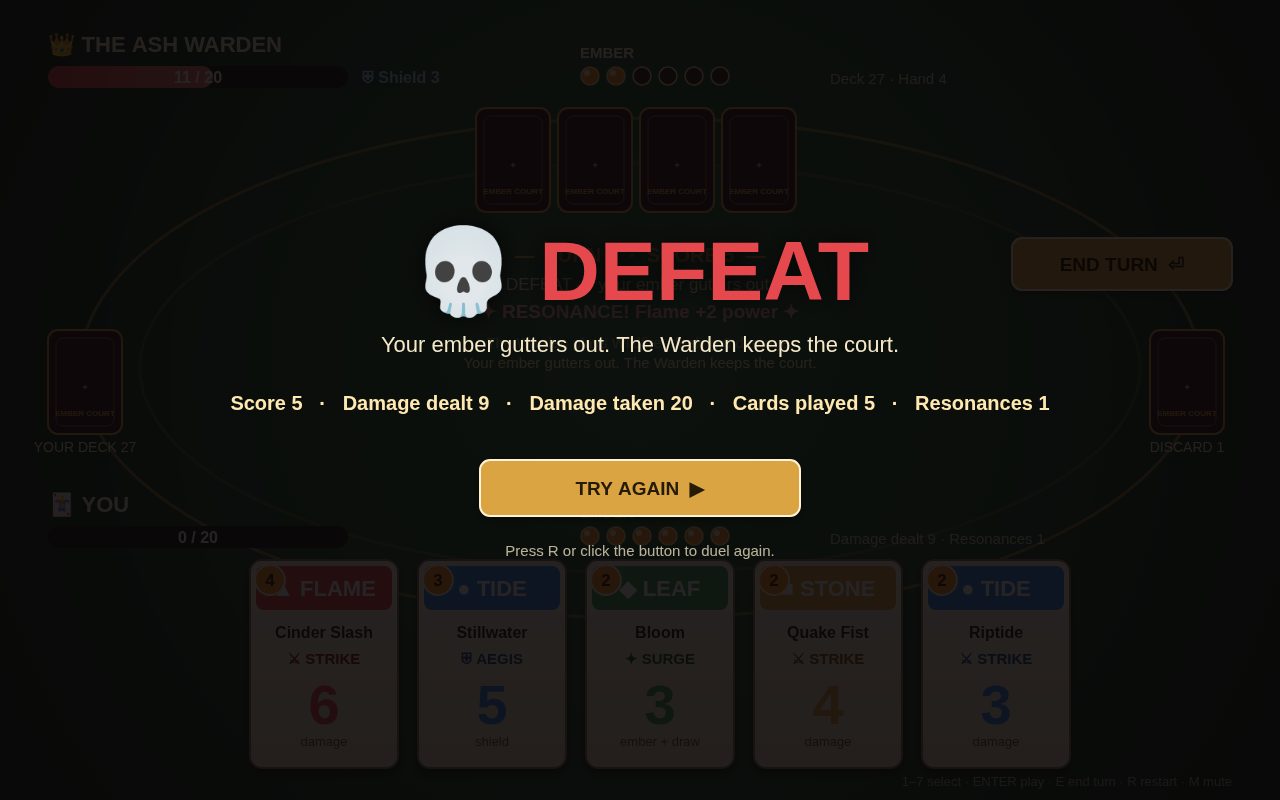 THE ASH WARDEN
11 / 20
Shield 3
EMBER
Deck 27 · Hand 4
EMBER COURT
EMBER COURT
EMBER COURT
EMBER COURT
END TURN ⏎
DEFEAT
RESONANCE! Flame +2 power
Your ember gutters out. The Warden keeps the court.
Your ember gutters out. The Warden keeps the court.
Score 5 · Damage dealt 9 · Damage taken 20 · Cards played 5 · Resonances 1
EMBER COURT
EMBER COURT
YOUR DECK 27
DISCARD 1
TRY AGAIN ▶
YOU
0 / 20
Damage dealt 9 · Resonances 1
Press R or click the button to duel again.
4 FLAME
Cinder Slash
STRIKE
6
damage
3 TIDE
Stillwater
AEGIS
5
shield
2 LEAF
Bloom
SURGE
3
ember + draw
2 STONE
Quake Fist
STRIKE
4
damage
2 TIDE
Riptide
STRIKE
3
damage
1–7 select · ENTER play · E end turn · R restart · M mute